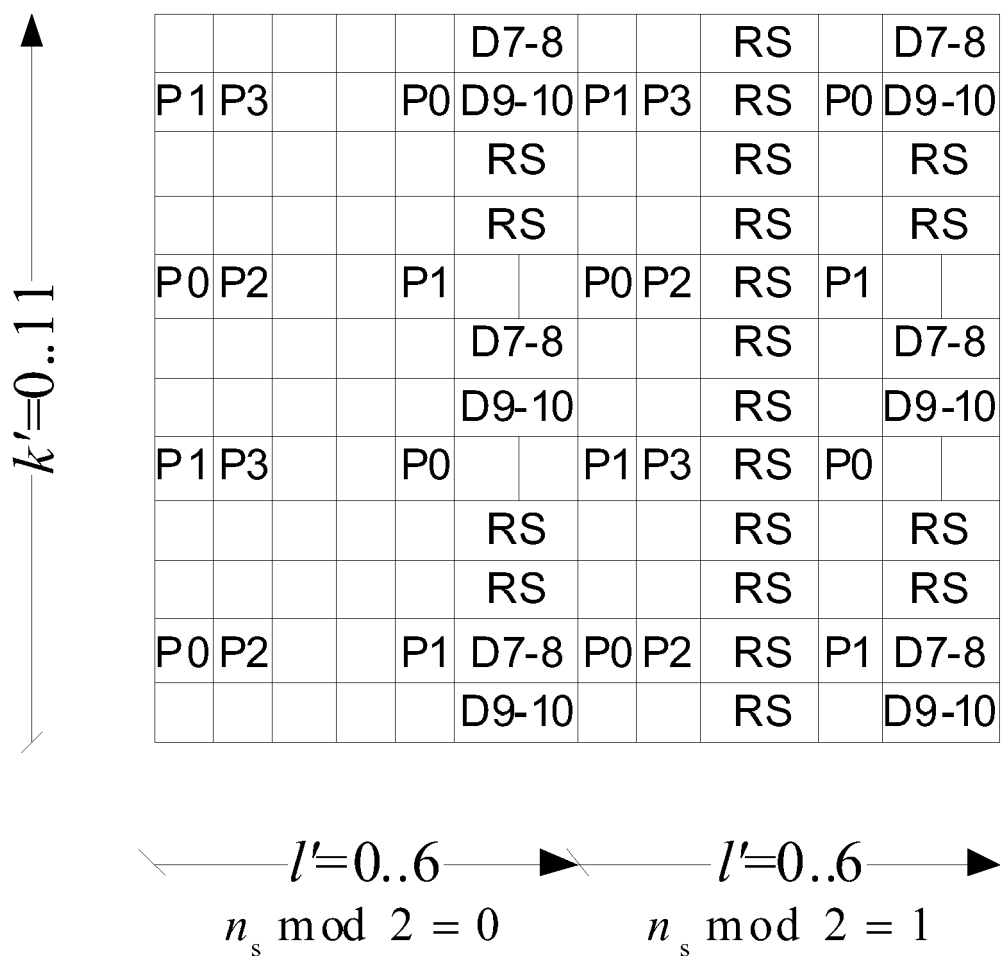 D7-8 RS D7-8
P1 P3 P0 D9-10 P1 P3 RS P0 D9-10
RS RS RS
RS RS RS
P0 P2 P1 P0 P2 RS P1
D7-8 RS D7-8
D9-10 RS D9-10
P1 P3 P0 P1 P3 RS P0
RS RS RS
RS RS RS
P0 P2 P1 D7-8 P0 P2 RS P1 D7-8
D9-10 RS D9-10
k'=0..11
l'=0..6 l'=0..6
n_s mod 2 = 0 n_s mod 2 = 1